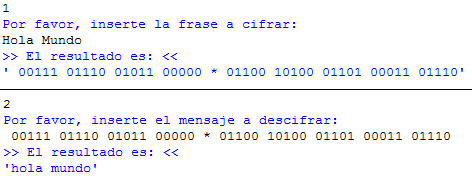 1
Por favor, inserte la frase a cifrar:
Hola Mundo
>> El resultado es: <<
' 00111 01110 01011 00000 * 01100 10100 01101 00011 01110'
2
Por favor, inserte el mensaje a descifrar:
 00111 01110 01011 00000 * 01100 10100 01101 00011 01110
>> El resultado es: <<
'hola mundo'